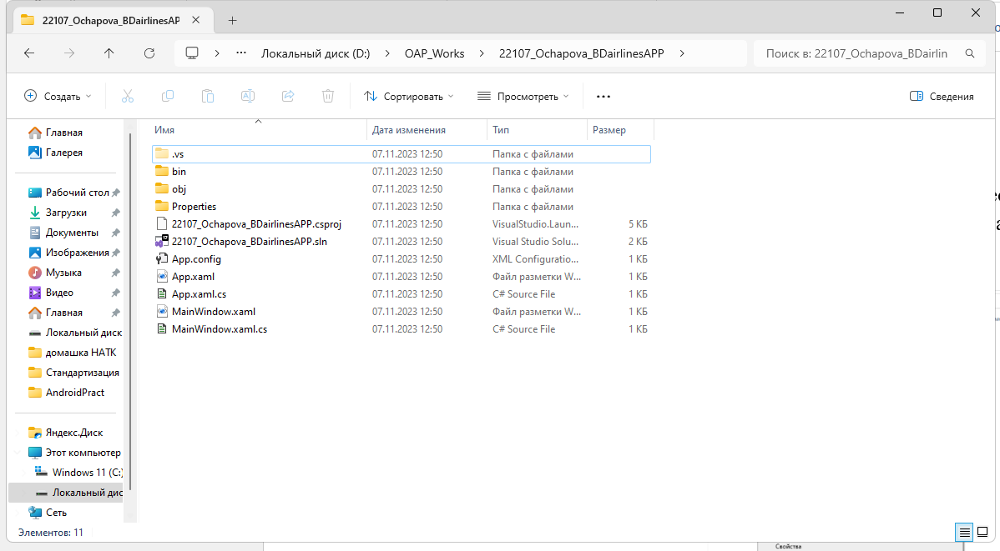 22107_Ochapova_BDairlinesAPP
Локальный диск (D:) OAP_Works 22107_Ochapova_BDairlinesAPP
Поиск в: 22107_Ochapova_BDairlin
Создать Сортировать Просмотреть Сведения
Имя Дата изменения Тип Размер
Главная
Галерея
Рабочий стол
Загрузки
Документы
Изображения
Музыка
Видео
Главная
Локальный диск
домашка НАТК
Стандартизация
AndroidPract
Яндекс.Диск
Этот компьютер
Windows 11 (C:)
Локальный дис
Сеть
.vs 07.11.2023 12:50 Папка с файлами
bin 07.11.2023 12:50 Папка с файлами
obj 07.11.2023 12:50 Папка с файлами
Properties 07.11.2023 12:50 Папка с файлами
22107_Ochapova_BDairlinesAPP.csproj 07.11.2023 12:50 VisualStudio.Laun... 5 КБ
22107_Ochapova_BDairlinesAPP.sln 07.11.2023 12:50 Visual Studio Solu... 2 КБ
App.config 07.11.2023 12:50 XML Configuratio... 1 КБ
App.xaml 07.11.2023 12:50 Файл разметки W... 1 КБ
App.xaml.cs 07.11.2023 12:50 C# Source File 1 КБ
MainWindow.xaml 07.11.2023 12:50 Файл разметки W... 1 КБ
MainWindow.xaml.cs 07.11.2023 12:50 C# Source File 1 КБ
Элементов: 11
Свойства